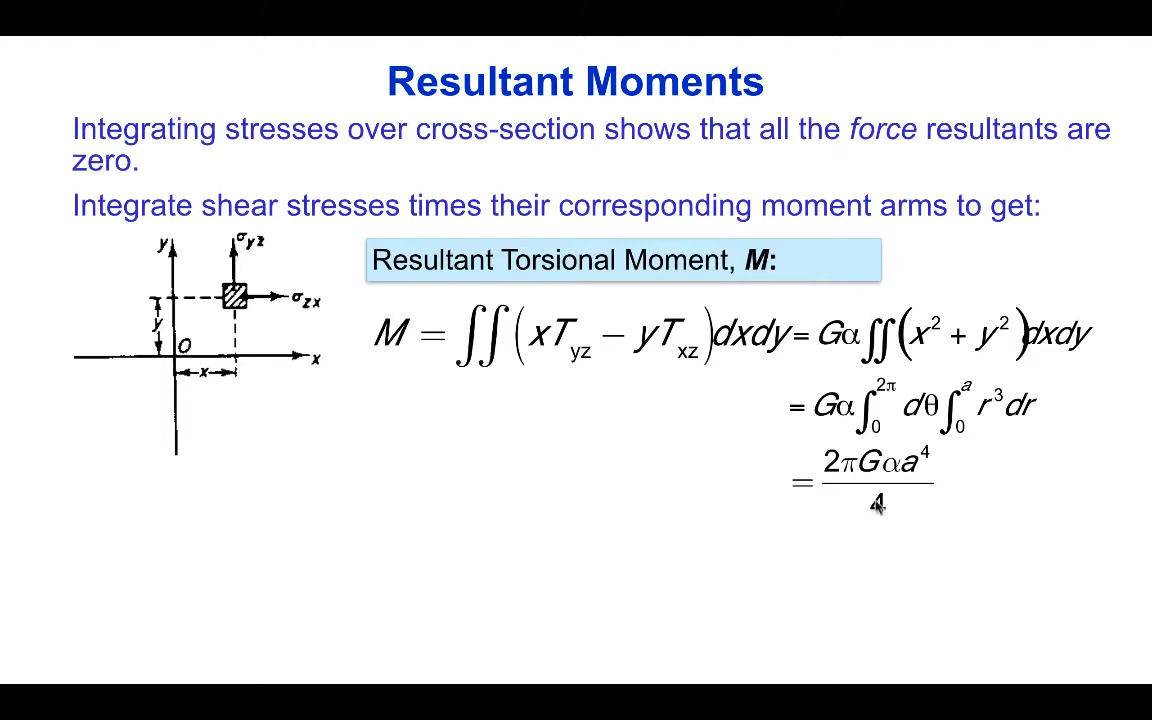 Resultant Moments
Integrating stresses over cross-section shows that all the force resultants are
zero.
Integrate shear stresses times their corresponding moment arms to get:
y
σyz
σzx
y
O
x
x
Resultant Torsional Moment, M:
M = ∬(xT_yz − yT_xz)dxdy = Gα∬(x² + y²)dxdy
= Gα∫₀^2π dθ∫₀^a r³dr
= 2πGαa⁴
4